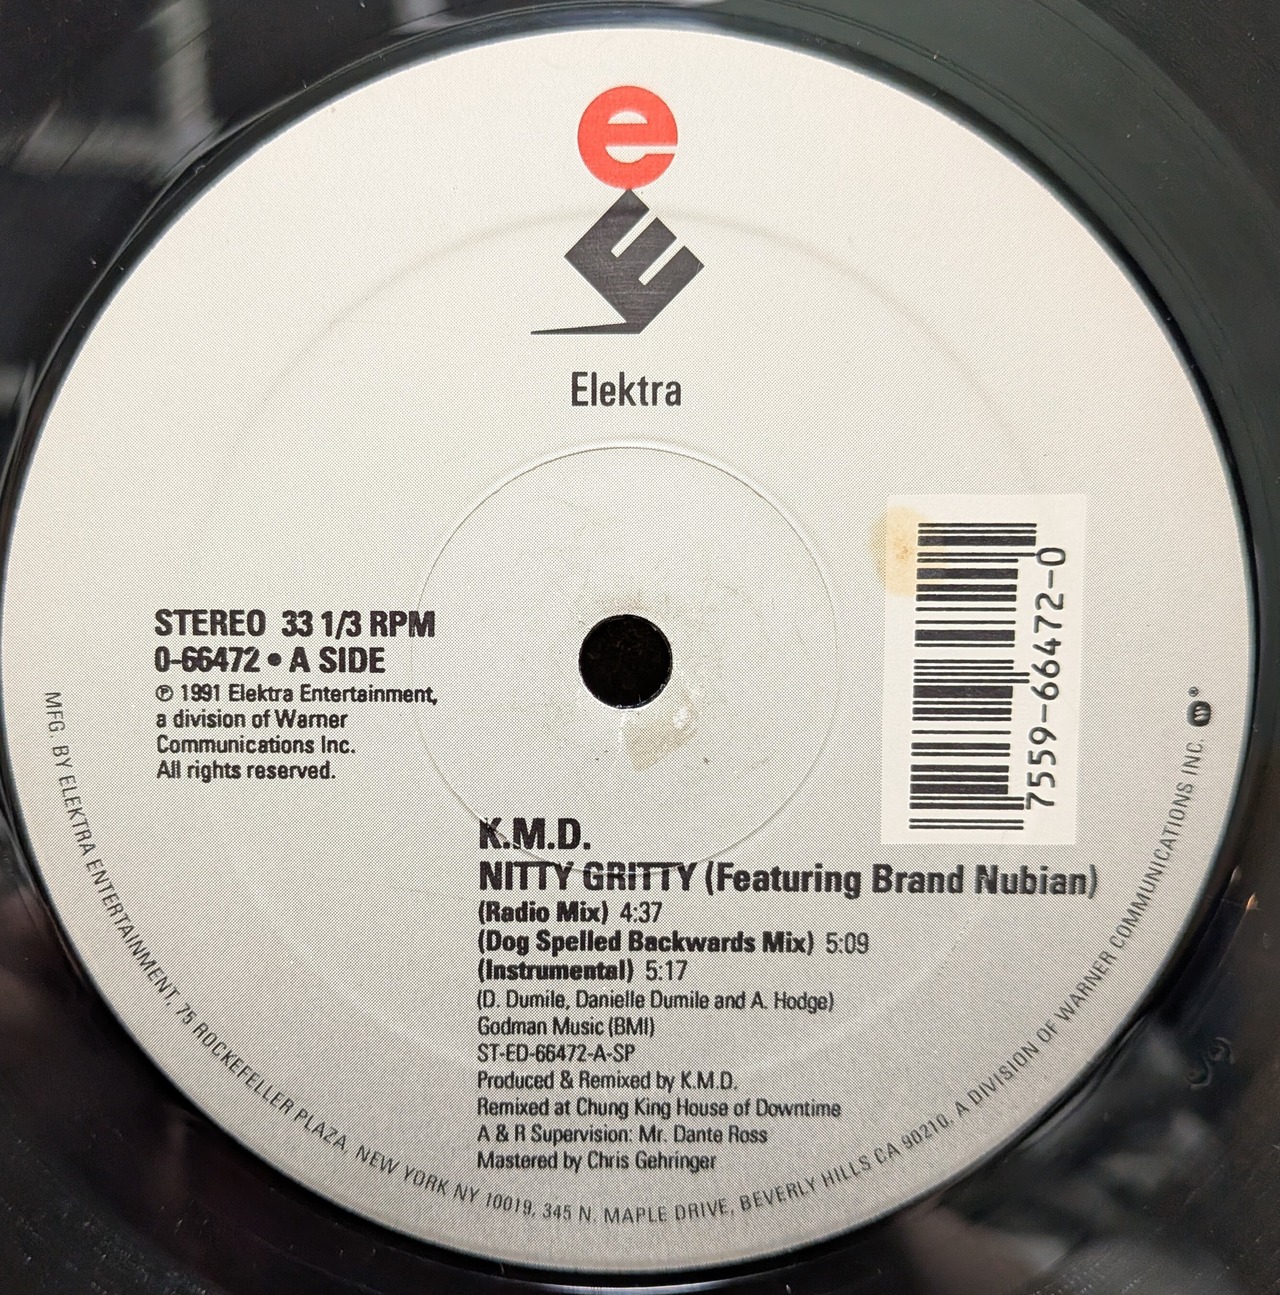 e
E
Elektra
7559-66472-0
STEREO 33 1/3 RPM
0-66472 • A SIDE
℗ 1991 Elektra Entertainment,
a division of Warner
Communications Inc.
All rights reserved.
K.M.D.
NITTY GRITTY (Featuring Brand Nubian)
(Radio Mix) 4:37
(Dog Spelled Backwards Mix) 5:09
(Instrumental) 5:17
(D. Dumile, Danielle Dumile and A. Hodge)
Godman Music (BMI)
ST-ED-66472-A-SP
Produced & Remixed by K.M.D.
Remixed at Chung King House of Downtime
A & R Supervision: Mr. Dante Ross
Mastered by Chris Gehringer
MFG. BY ELEKTRA ENTERTAINMENT, 75 ROCKEFELLER PLAZA, NEW YORK NY 10019, 345 N. MAPLE DRIVE, BEVERLY HILLS CA 90210. A DIVISION OF WARNER COMMUNICATIONS INC. ®